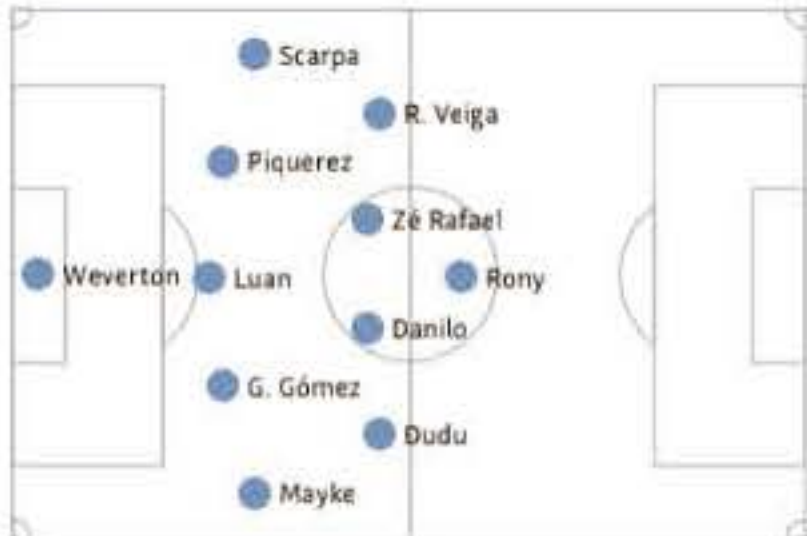 Scarpa
R. Veiga
Piquerez
Zé Rafael
Weverton
Luan
Rony
Danilo
G. Gómez
Dudu
Mayke